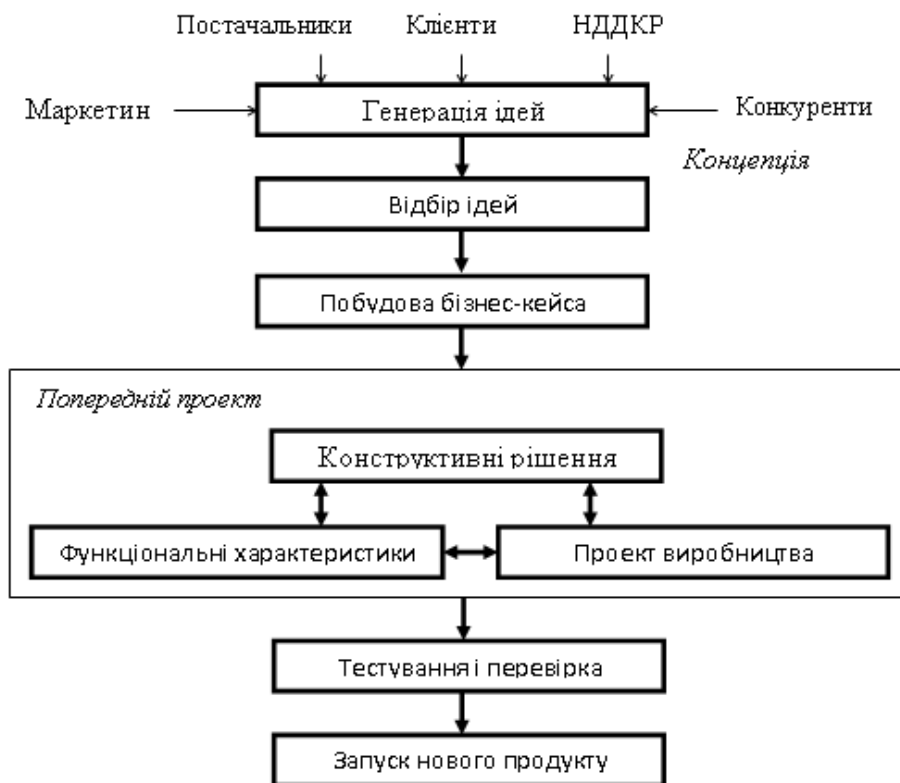 Постачальники Клієнти НДДКР
Маркетин Генерація ідей Конкуренти
Концепція
Відбір ідей
Побудова бізнес-кейса
Попередній проект
Конструктивні рішення
Функціональні характеристики Проект виробництва
Тестування і перевірка
Запуск нового продукту